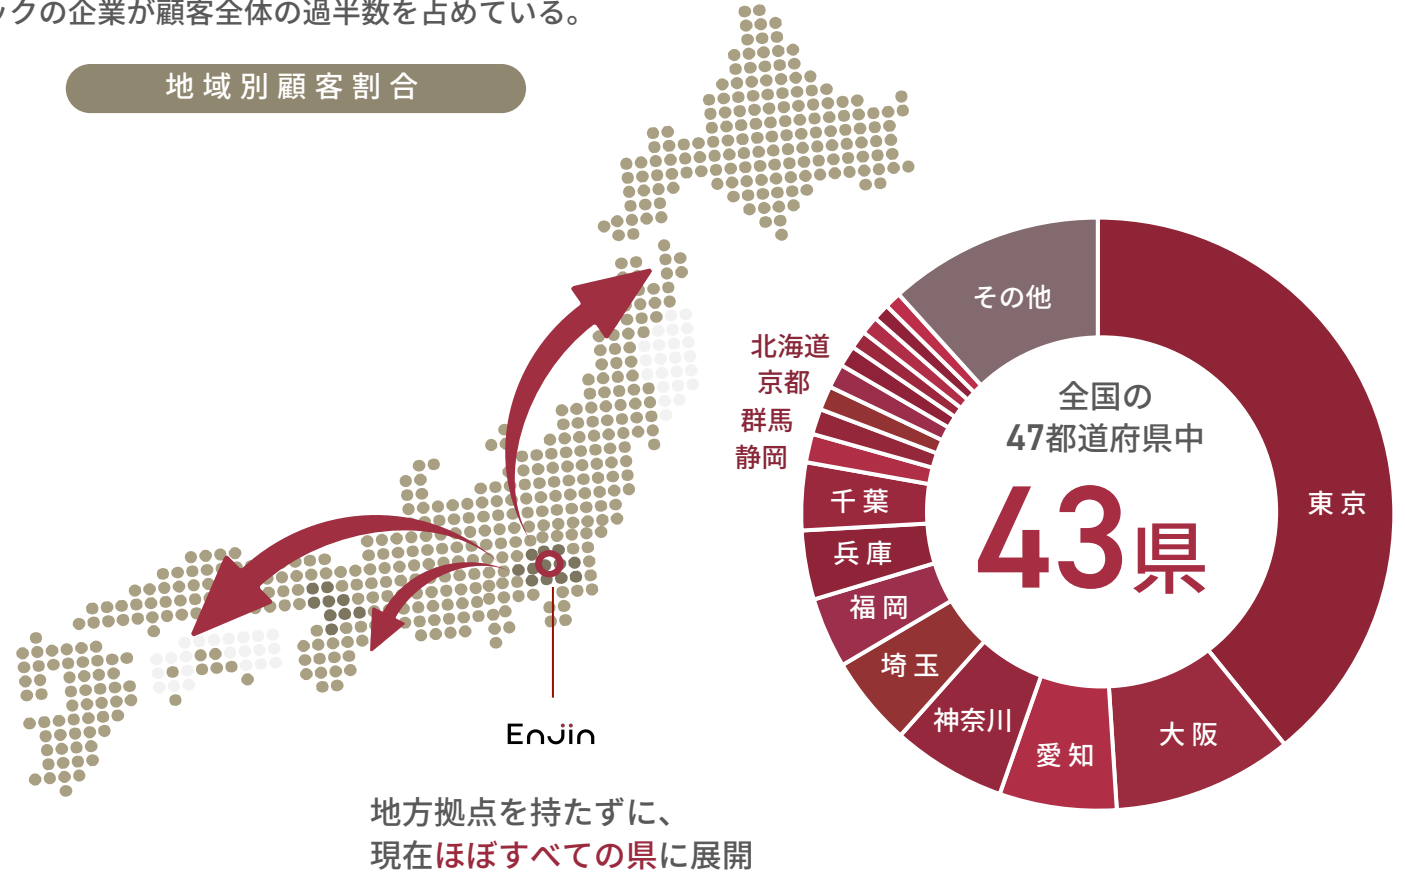 ックの企業が顧客全体の過半数を占めている。
地域別顧客割合
その他
北海道
京都
群馬
静岡
千葉
兵庫
福岡
埼玉
神奈川
愛知
大阪
東京
全国の
47都道府県中
43県
Enjin
地方拠点を持たずに、
現在ほぼすべての県に展開